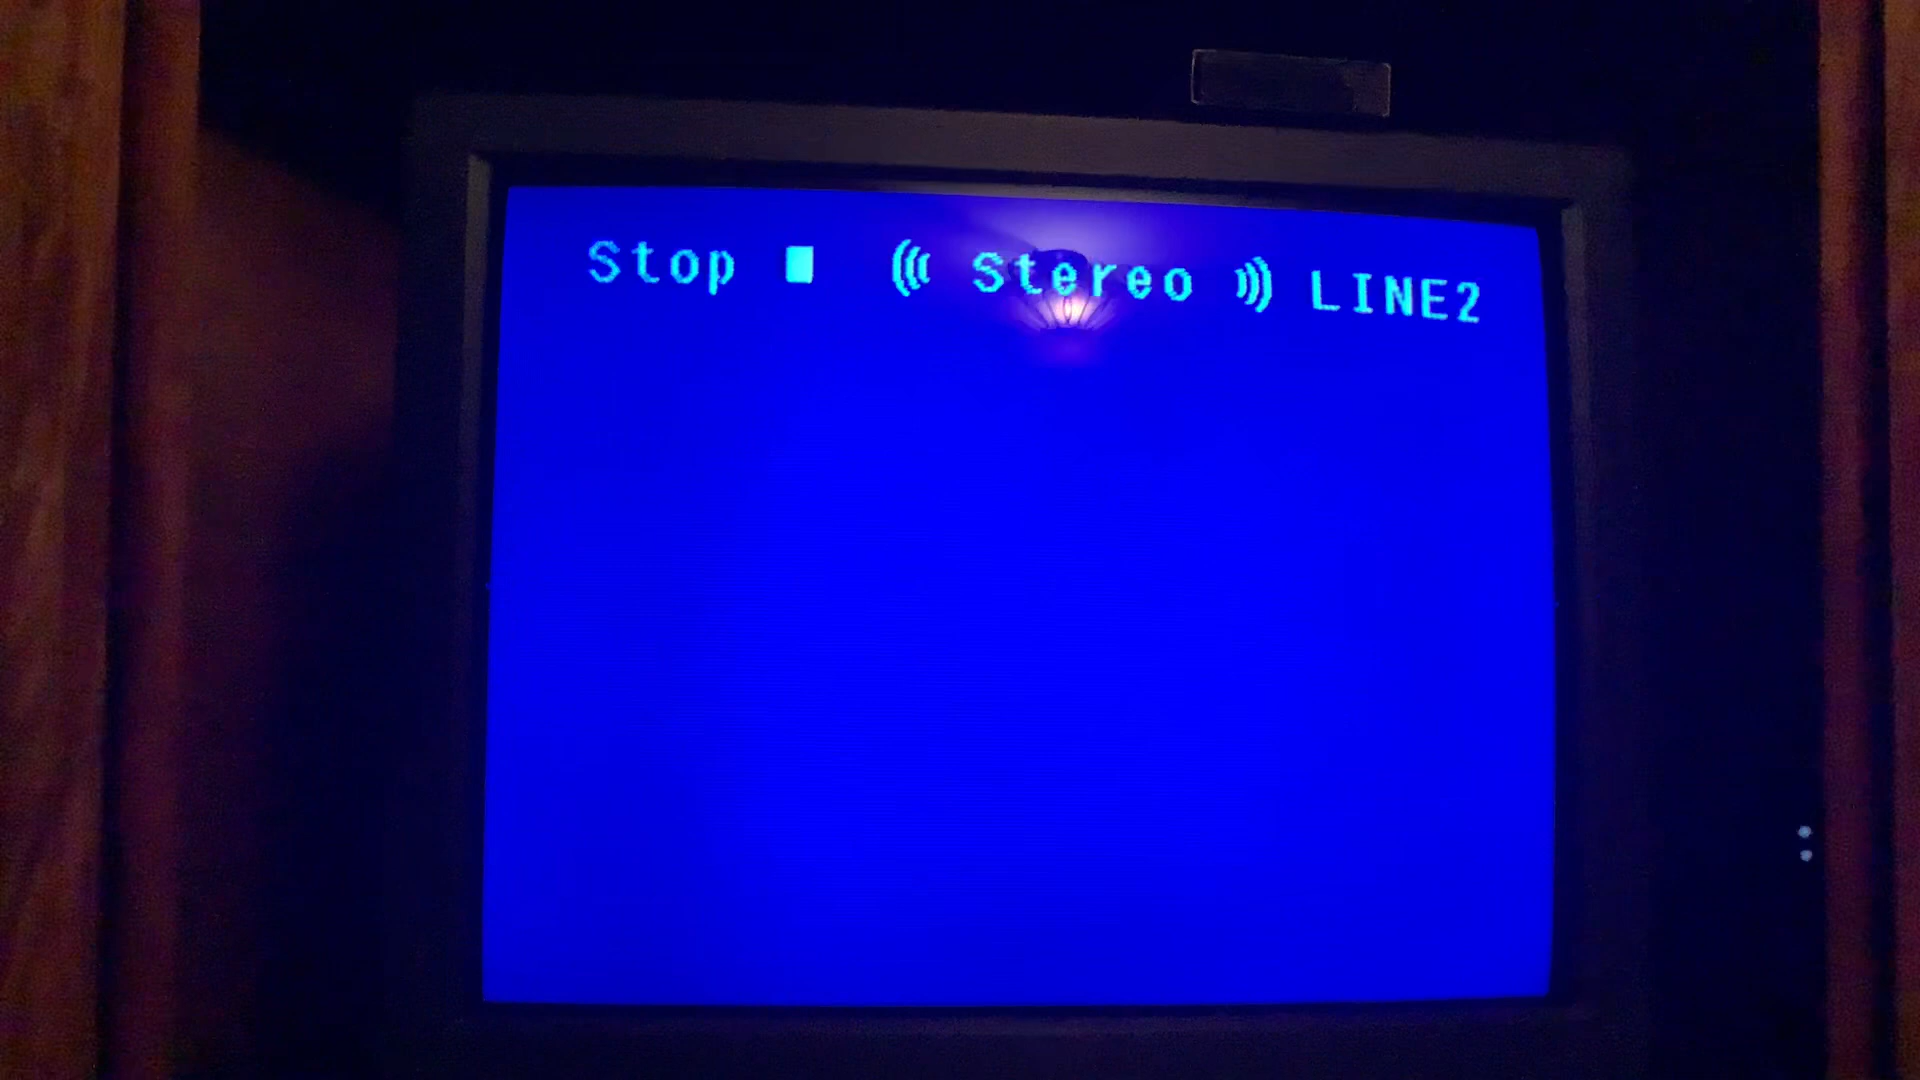 Stop ■ ((( Stereo ))) LINE2